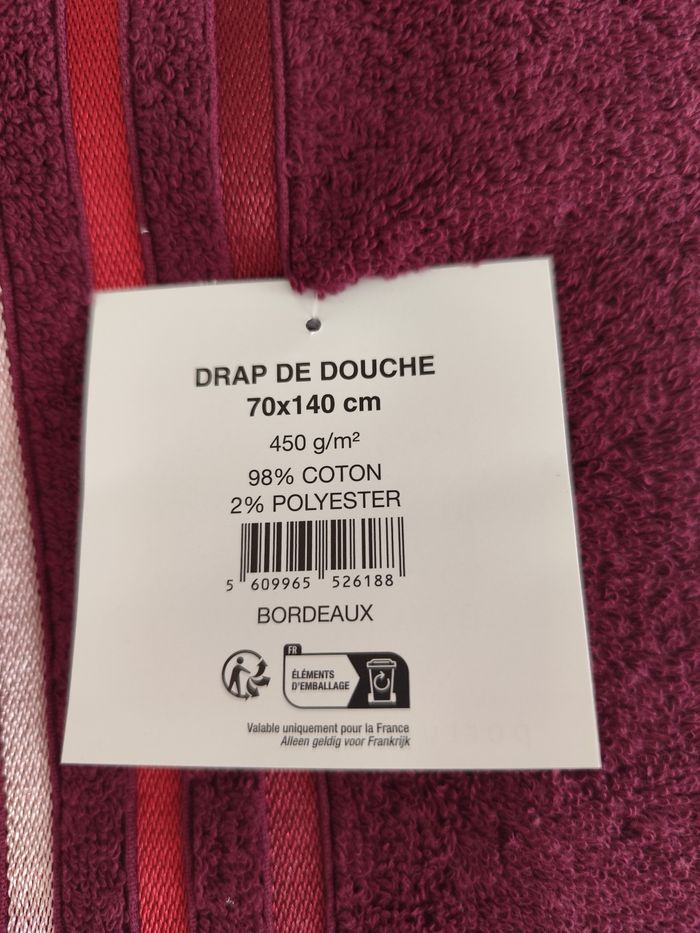 DRAP DE DOUCHE
70x140 cm
450 g/m²
98% COTON
2% POLYESTER
5 609965 526188
BORDEAUX
FR
ÉLÉMENTS
D'EMBALLAGE
Valable uniquement pour la France
Alleen geldig voor Frankrijk